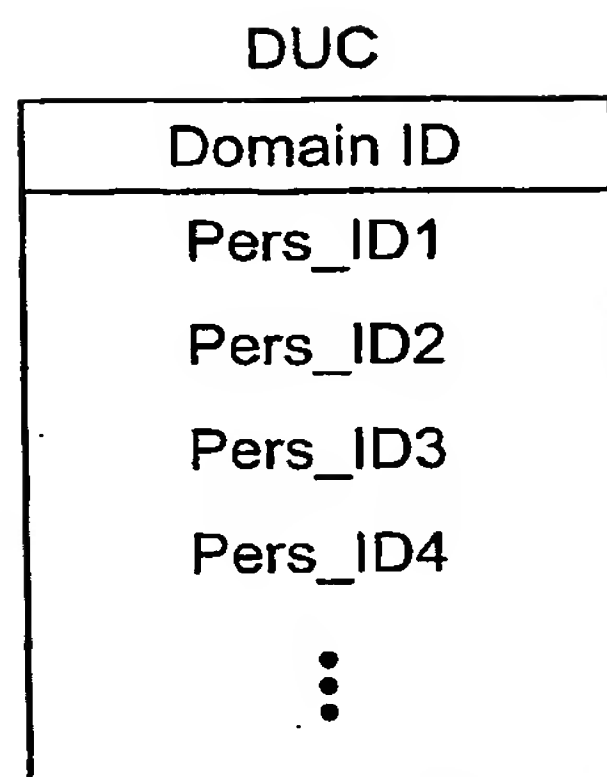 DUC
Domain ID
Pers_ID1
Pers_ID2
Pers_ID3
Pers_ID4